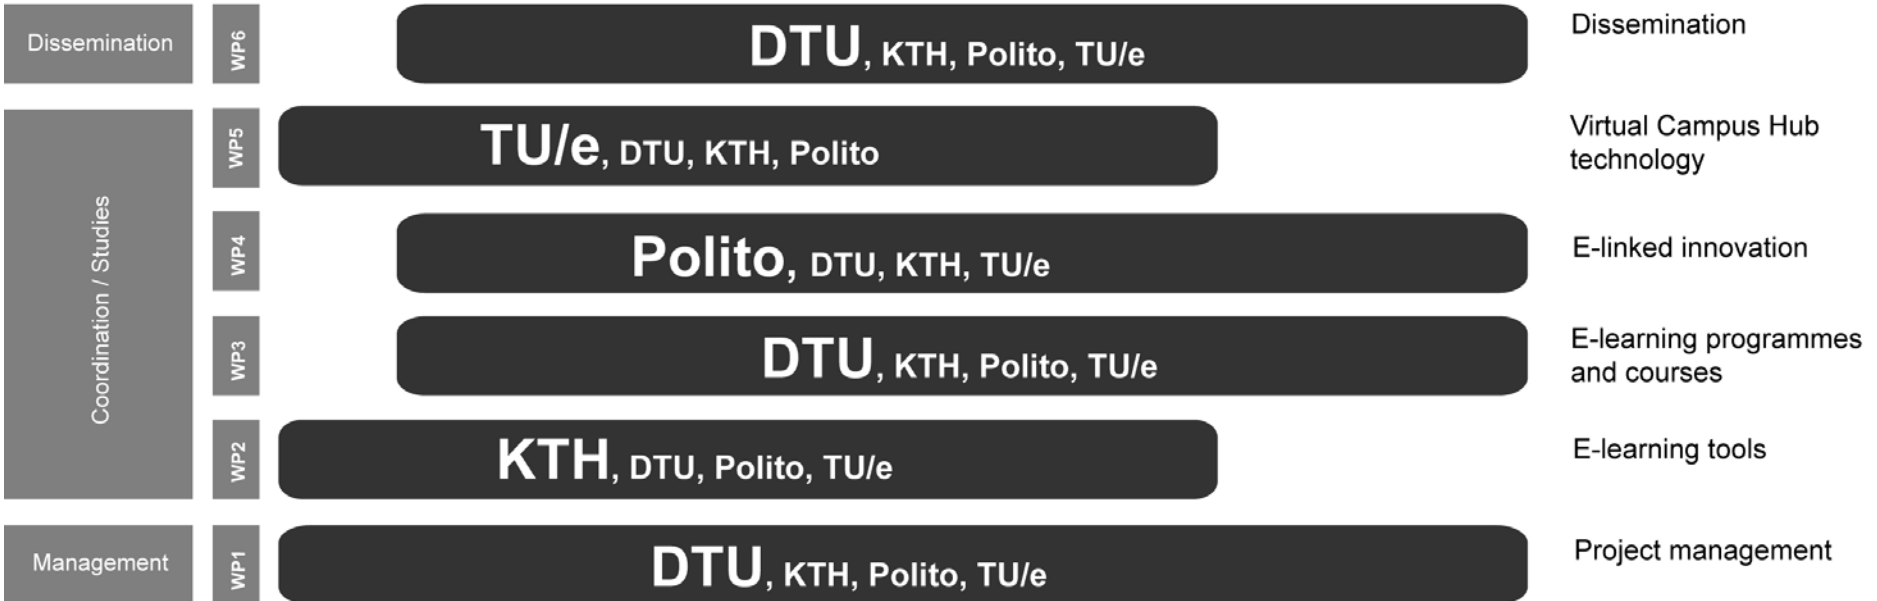 Dissemination
WP6
DTU, KTH, Polito, TU/e
Dissemination
Coordination / Studies
WP5
TU/e, DTU, KTH, Polito
Virtual Campus Hub
technology
WP4
Polito, DTU, KTH, TU/e
E-linked innovation
WP3
DTU, KTH, Polito, TU/e
E-learning programmes
and courses
WP2
KTH, DTU, Polito, TU/e
E-learning tools
Management
WP1
DTU, KTH, Polito, TU/e
Project management